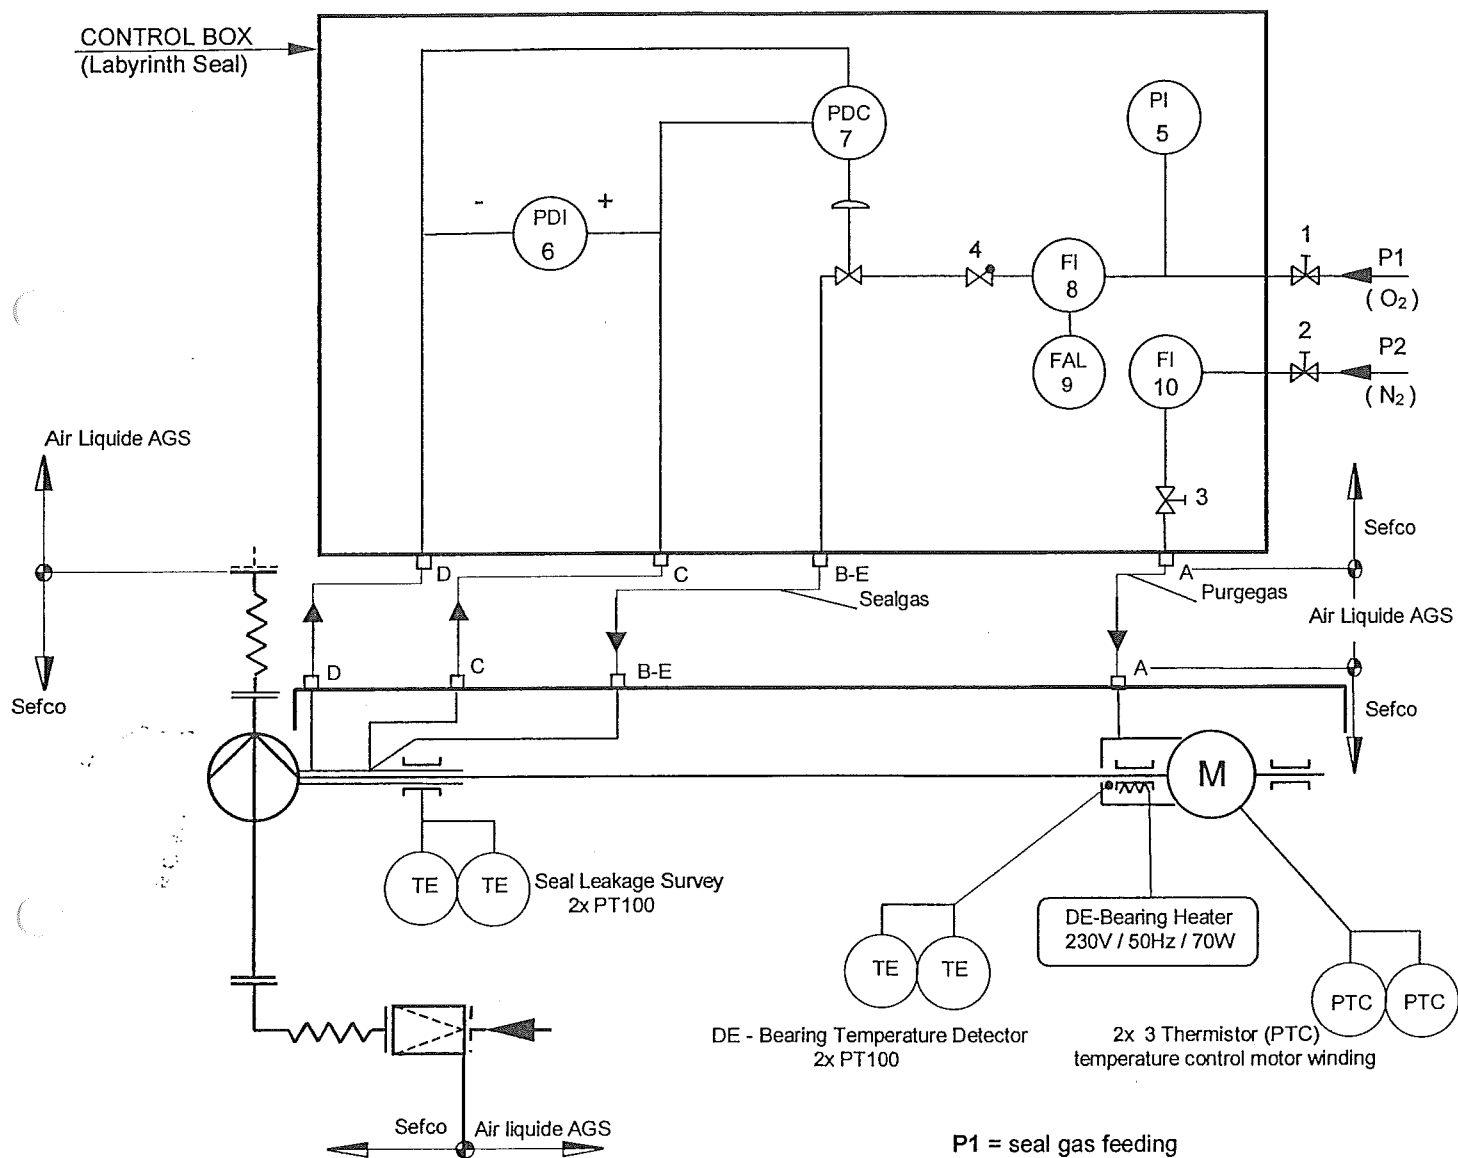 CONTROL BOX
(Labyrinth Seal)
PDC
7
PI
5
-
+
PDI
6
4
FI
8
1
P1
(O₂)
2
P2
(N₂)
FAL
9
FI
10
3
Air Liquide AGS
Sefco
D
C
B-E
A
Sealgas
Purgegas
Air Liquide AGS
D
C
B-E
A
Sefco
Sefco
M
TE
TE
Seal Leakage Survey
2x PT100
DE-Bearing Heater
230V / 50Hz / 70W
TE
TE
PTC
PTC
DE - Bearing Temperature Detector
2x PT100
2x 3 Thermistor (PTC)
temperature control motor winding
Sefco
Air liquide AGS
P1 = seal gas feeding